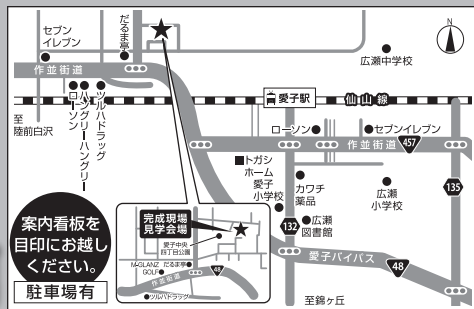 セブン
イレブン
だるま亭
作並街道
ローソン
ハングリーハングリー
ツルハドラッグ
至
陸前白沢
N
広瀬中学校
愛子駅
仙山線
ローソン
セブンイレブン
作並街道
457
トガシ
ホーム
愛子
小学校
カワチ
薬品
広瀬
小学校
135
132
広瀬
図書館
愛子バイパス
48
至錦ヶ丘
案内看板を
目印にお越し
ください。
駐車場有
完成現場
見学会場
愛子中央
四丁目公園
M-GLANZ
GOLF
だるま亭
作並街道
48
ツルハドラッグ